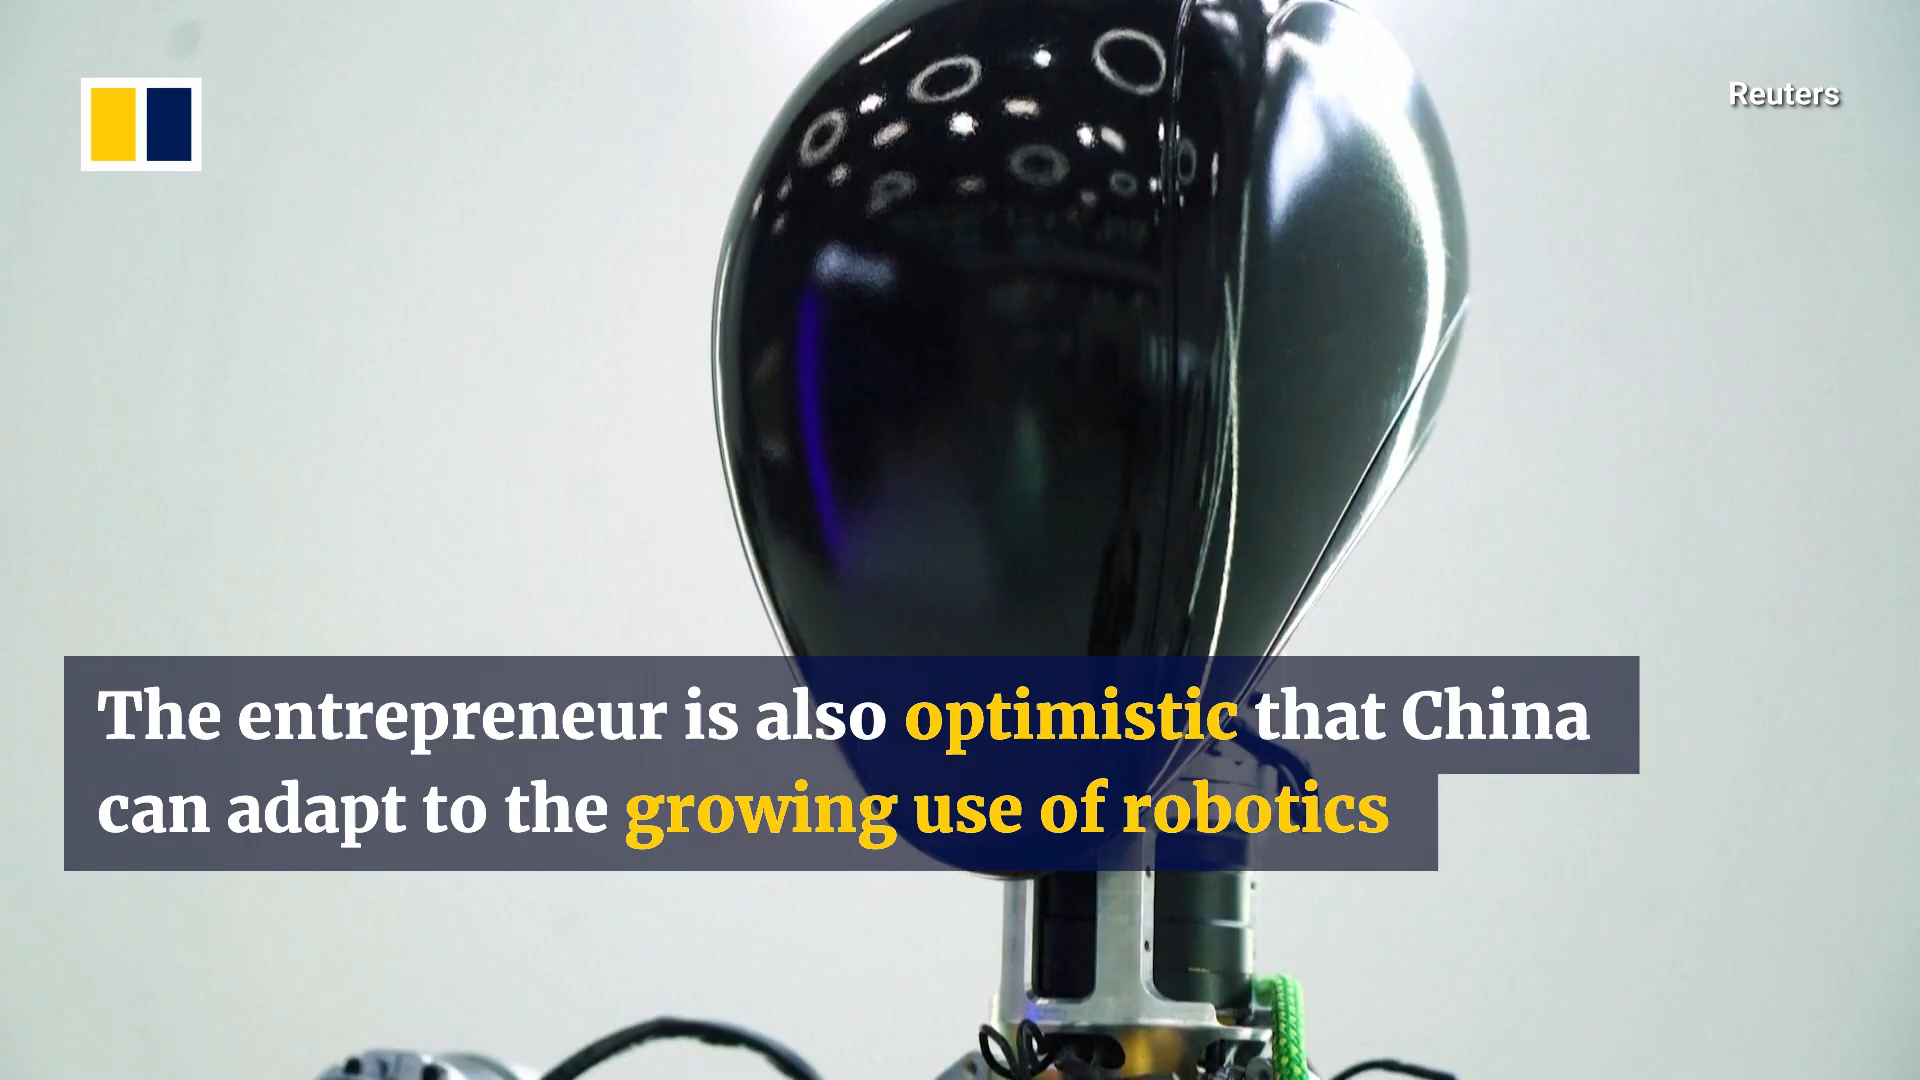 Reuters
The entrepreneur is also optimistic that China
can adapt to the growing use of robotics